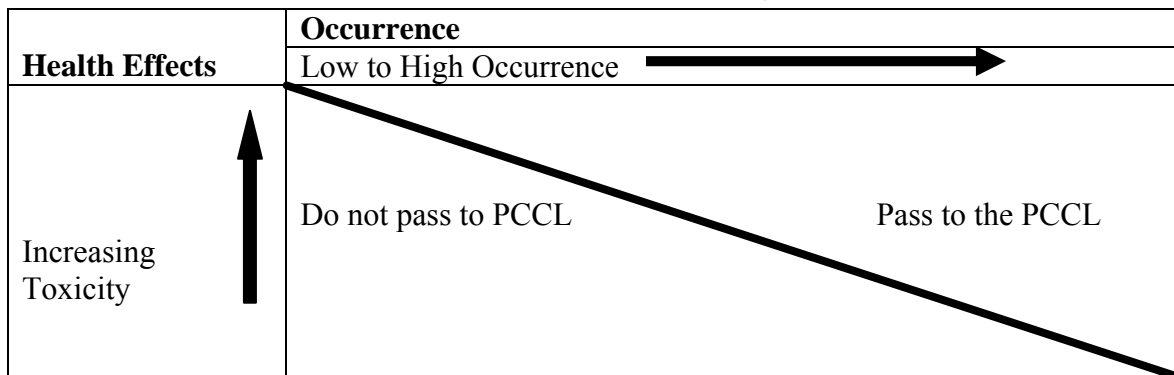 Occurrence
Health Effects
Low to High Occurrence
Do not pass to PCCL
Pass to the PCCL
Increasing
Toxicity